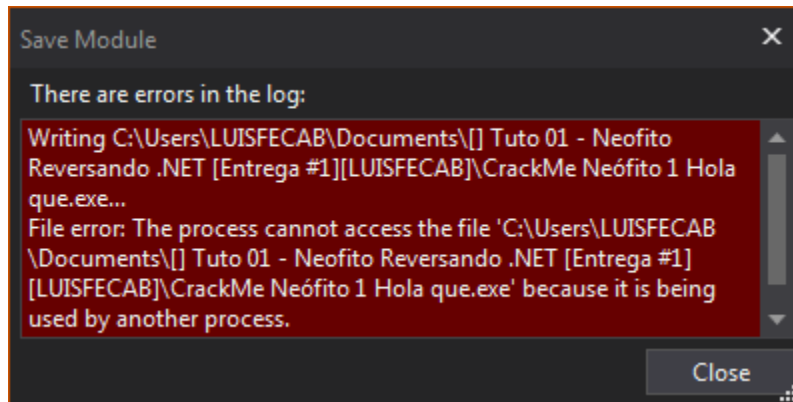 Save Module
There are errors in the log:
Writing C:\Users\LUISFECAB\Documents\[] Tuto 01 - Neofito
Reversando .NET [Entrega #1][LUISFECAB]\CrackMe Neófito 1 Hola
que.exe...
File error: The process cannot access the file 'C:\Users\LUISFECAB
\Documents\[] Tuto 01 - Neofito Reversando .NET [Entrega #1]
[LUISFECAB]\CrackMe Neófito 1 Hola que.exe' because it is being
used by another process.
Close